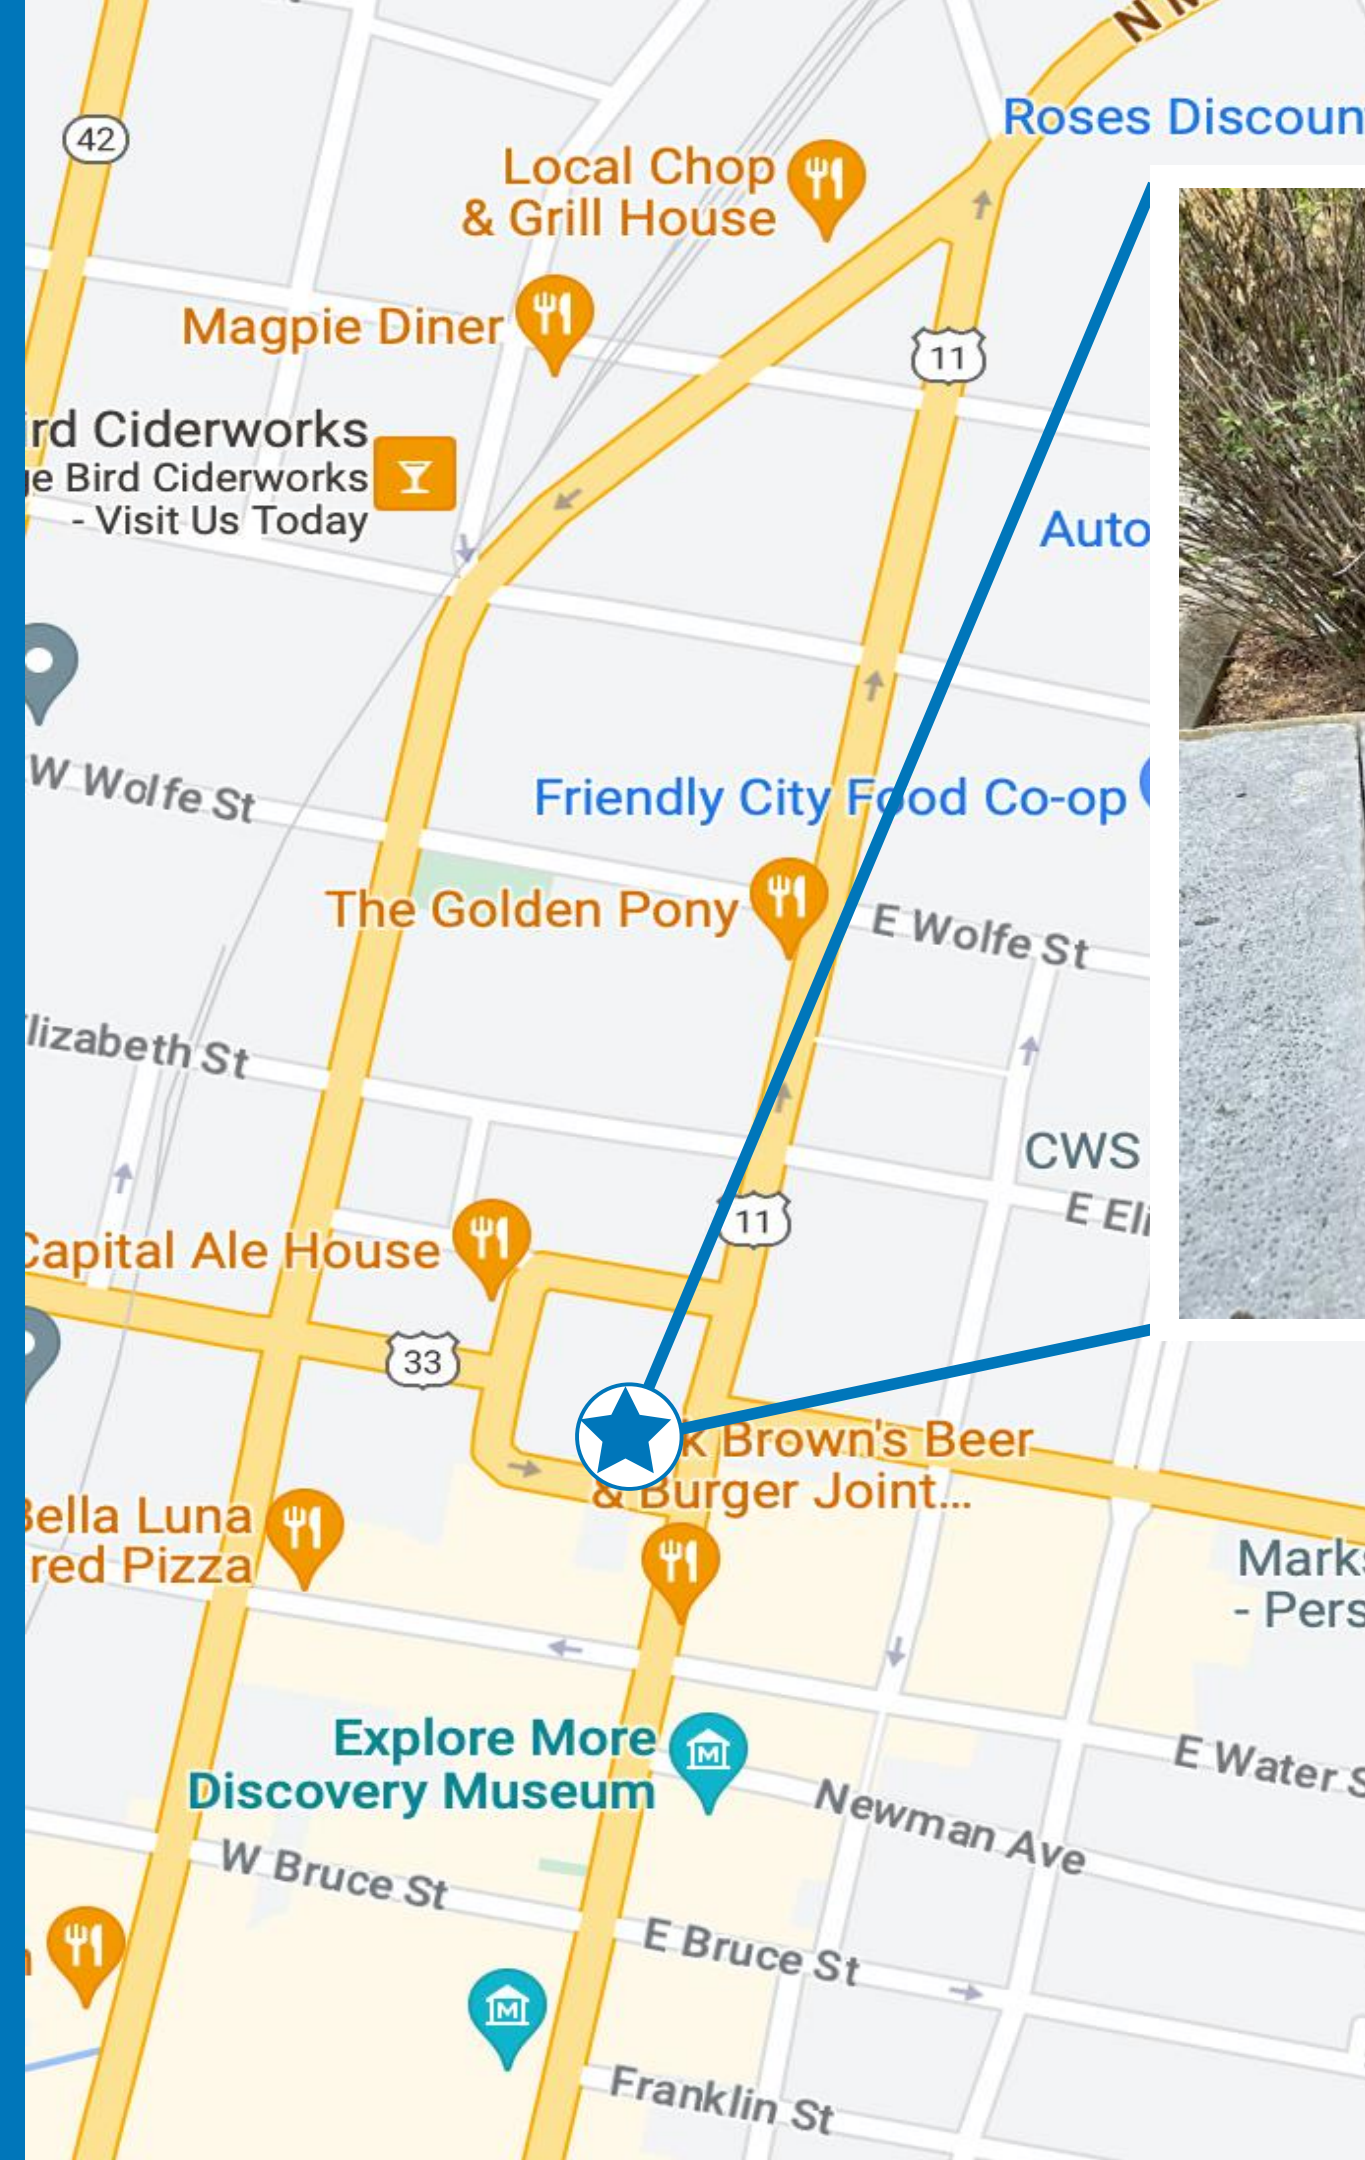 N M
42
Roses Discoun
Local Chop
& Grill House
Magpie Diner
11
ird Ciderworks
ge Bird Ciderworks
- Visit Us Today
Auto
W Wolfe St
Friendly City Food Co-op
The Golden Pony
E Wolfe St
lizabeth St
CWS
E Eli
11
Capital Ale House
33
k Brown's Beer
& Burger Joint...
Bella Luna
red Pizza
Marks
- Pers
Explore More
Discovery Museum
E Water S
Newman Ave
W Bruce St
E Bruce St
Franklin St